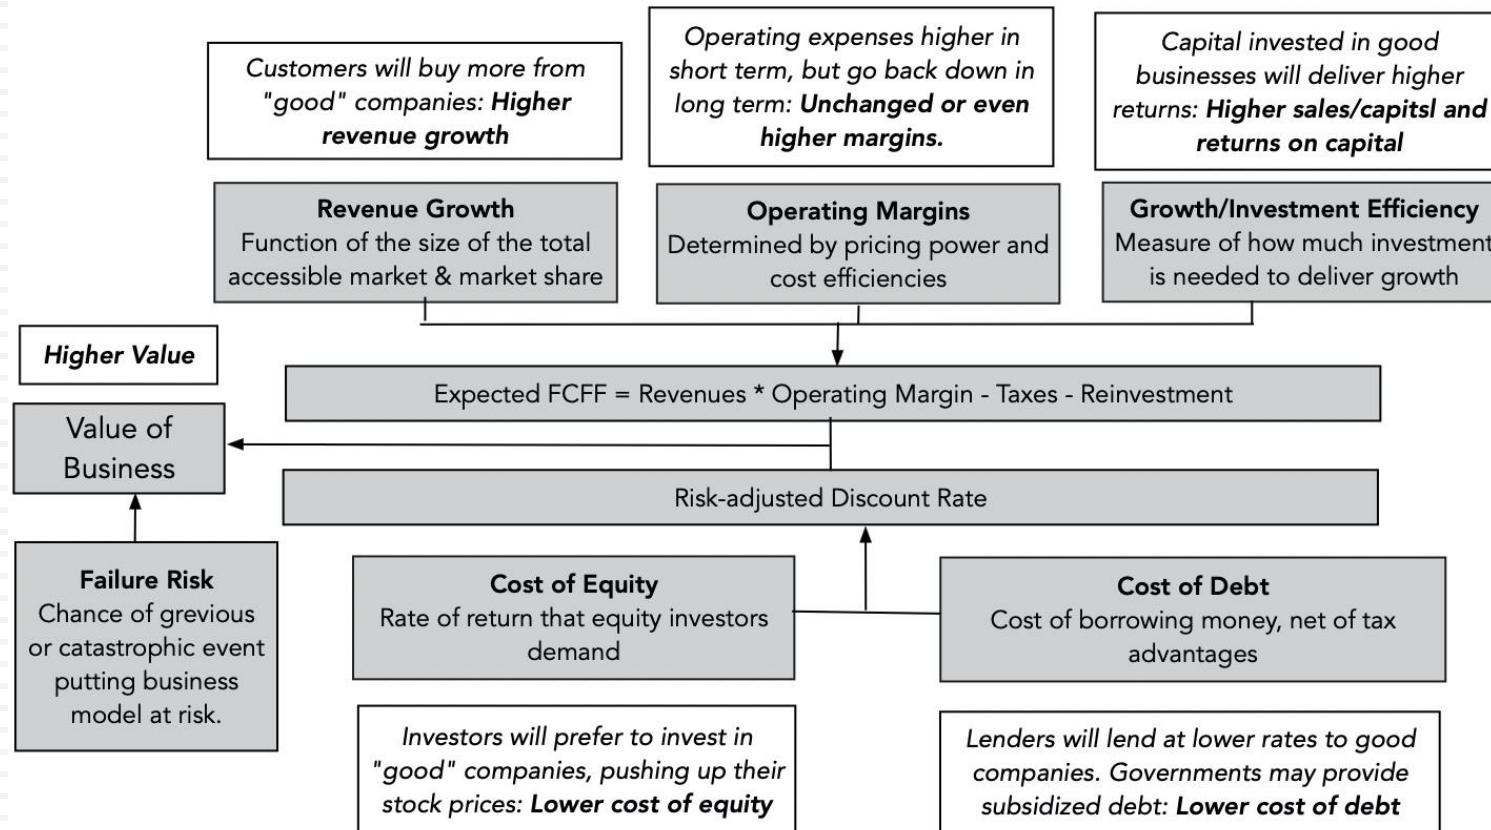 Customers will buy more from
"good" companies: Higher
revenue growth
Operating expenses higher in
short term, but go back down in
long term: Unchanged or even
higher margins.
Capital invested in good
businesses will deliver higher
returns: Higher sales/capitsl and
returns on capital
Revenue Growth
Function of the size of the total
accessible market & market share
Operating Margins
Determined by pricing power and
cost efficiencies
Growth/Investment Efficiency
Measure of how much investment
is needed to deliver growth
Higher Value
Expected FCFF = Revenues * Operating Margin - Taxes - Reinvestment
Value of
Business
Risk-adjusted Discount Rate
Failure Risk
Chance of grevious
or catastrophic event
putting business
model at risk.
Cost of Equity
Rate of return that equity investors
demand
Cost of Debt
Cost of borrowing money, net of tax
advantages
Investors will prefer to invest in
"good" companies, pushing up their
stock prices: Lower cost of equity
Lenders will lend at lower rates to good
companies. Governments may provide
subsidized debt: Lower cost of debt